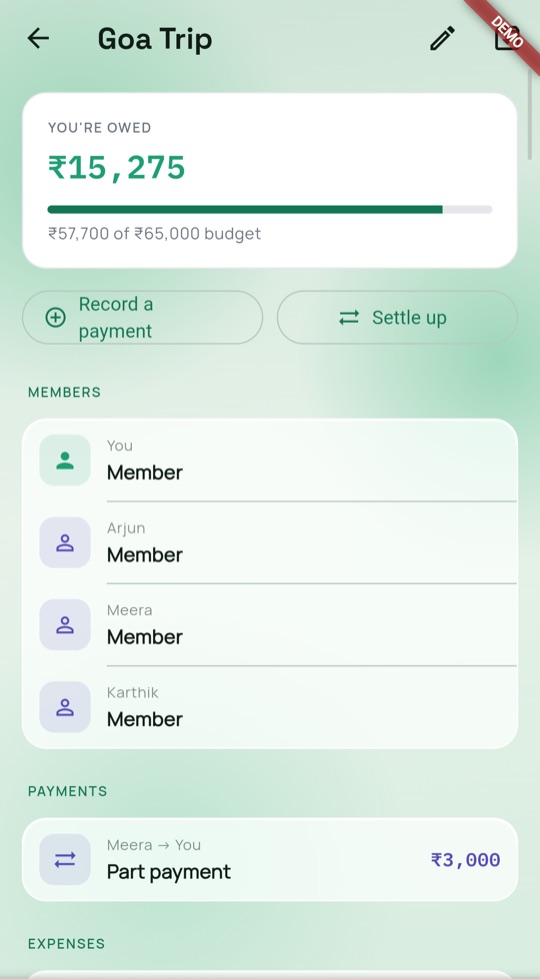 Goa Trip
DEMO
YOU'RE OWED
₹15,275
₹57,700 of ₹65,000 budget
Record a
payment
Settle up
MEMBERS
You
Member
Arjun
Member
Meera
Member
Karthik
Member
PAYMENTS
Meera → You
Part payment
₹3,000
EXPENSES